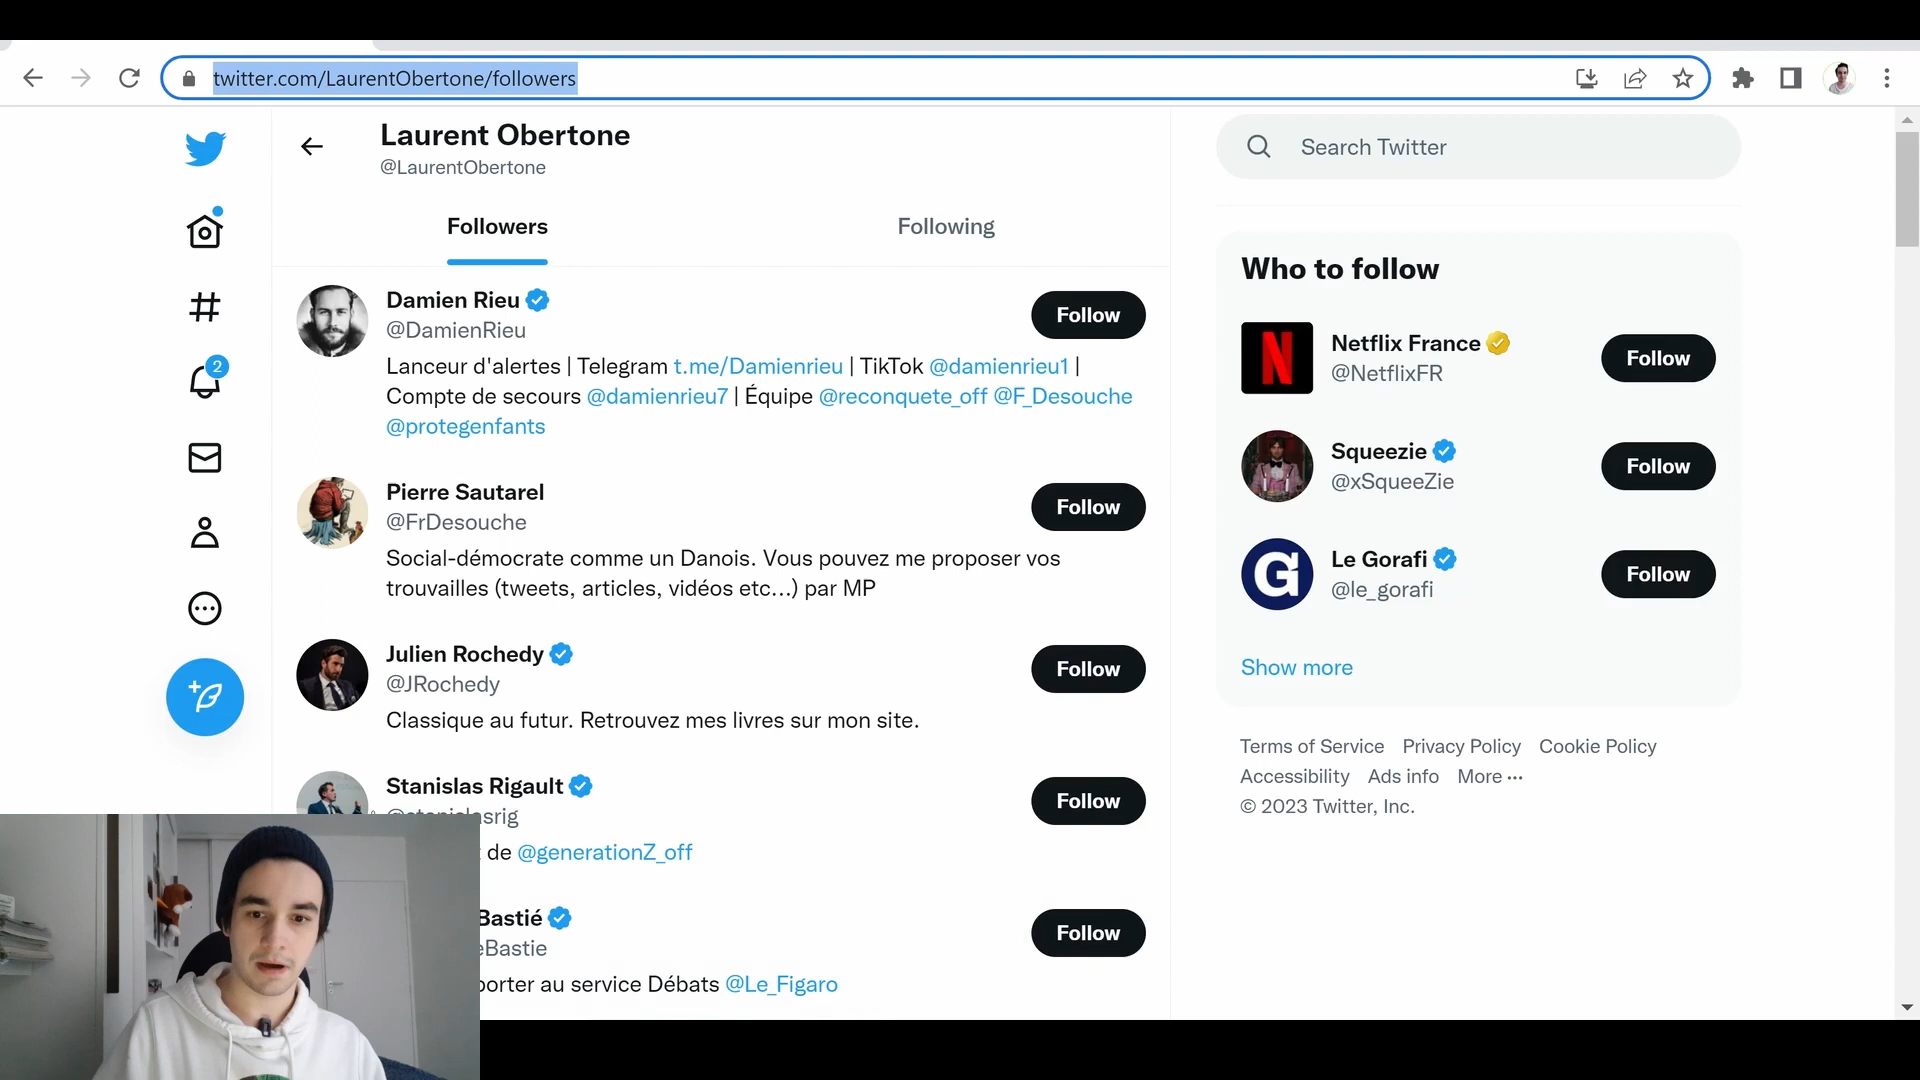 twitter.com/LaurentObertone/followers
Laurent Obertone
@LaurentObertone
Followers
Following
Damien Rieu
@DamienRieu
Follow
Lanceur d'alertes | Telegram t.me/Damienrieu | TikTok @damienrieu1 |
Compte de secours @damienrieu7 | Équipe @reconquete_off @F_Desouche
@protegenfants
Pierre Sautarel
@FrDesouche
Follow
Social-démocrate comme un Danois. Vous pouvez me proposer vos
trouvailles (tweets, articles, vidéos etc...) par MP
Julien Rochedy
@JRochedy
Follow
Classique au futur. Retrouvez mes livres sur mon site.
Stanislas Rigault
Follow
de @generationZ_off
Bastié
eBastie
Follow
porter au service Débats @Le_Figaro
2
Search Twitter
Who to follow
Netflix France
@NetflixFR
Follow
Squeezie
@xSqueeZie
Follow
Le Gorafi
@le_gorafi
Follow
Show more
Terms of Service Privacy Policy Cookie Policy
Accessibility Ads info More ...
© 2023 Twitter, Inc.